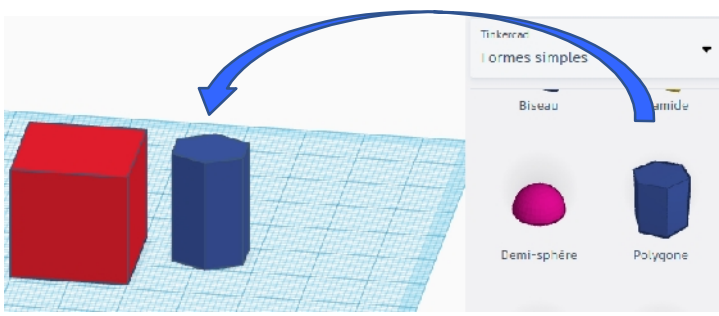 Tinkercad
Formes simples
Biseau
amide
Demi-sphère
Polygone